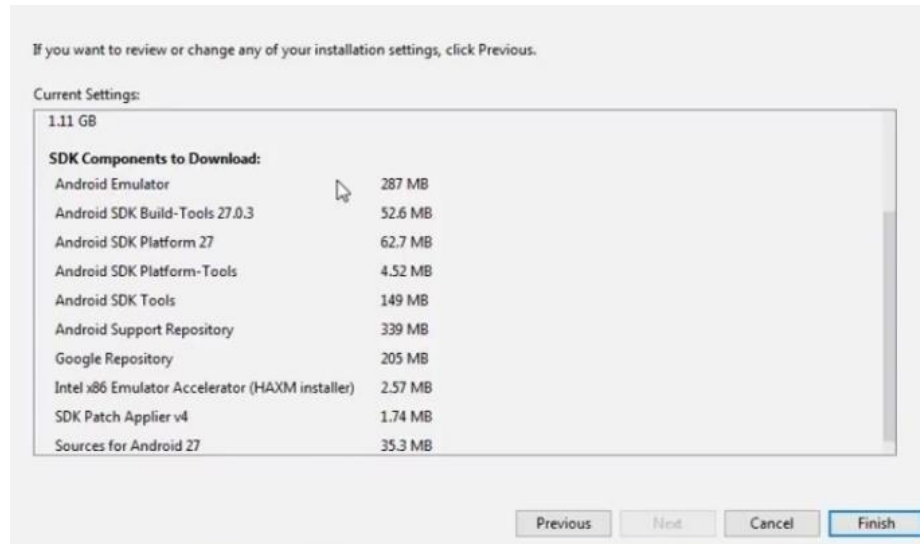 If you want to review or change any of your installation settings, click Previous.
Current Settings:
1.11 GB
SDK Components to Download:
Android Emulator 287 MB
Android SDK Build-Tools 27.0.3 52.6 MB
Android SDK Platform 27 62.7 MB
Android SDK Platform-Tools 4.52 MB
Android SDK Tools 149 MB
Android Support Repository 339 MB
Google Repository 205 MB
Intel x86 Emulator Accelerator (HAXM installer) 2.57 MB
SDK Patch Applier v4 1.74 MB
Sources for Android 27 35.3 MB
Previous Next Cancel Finish